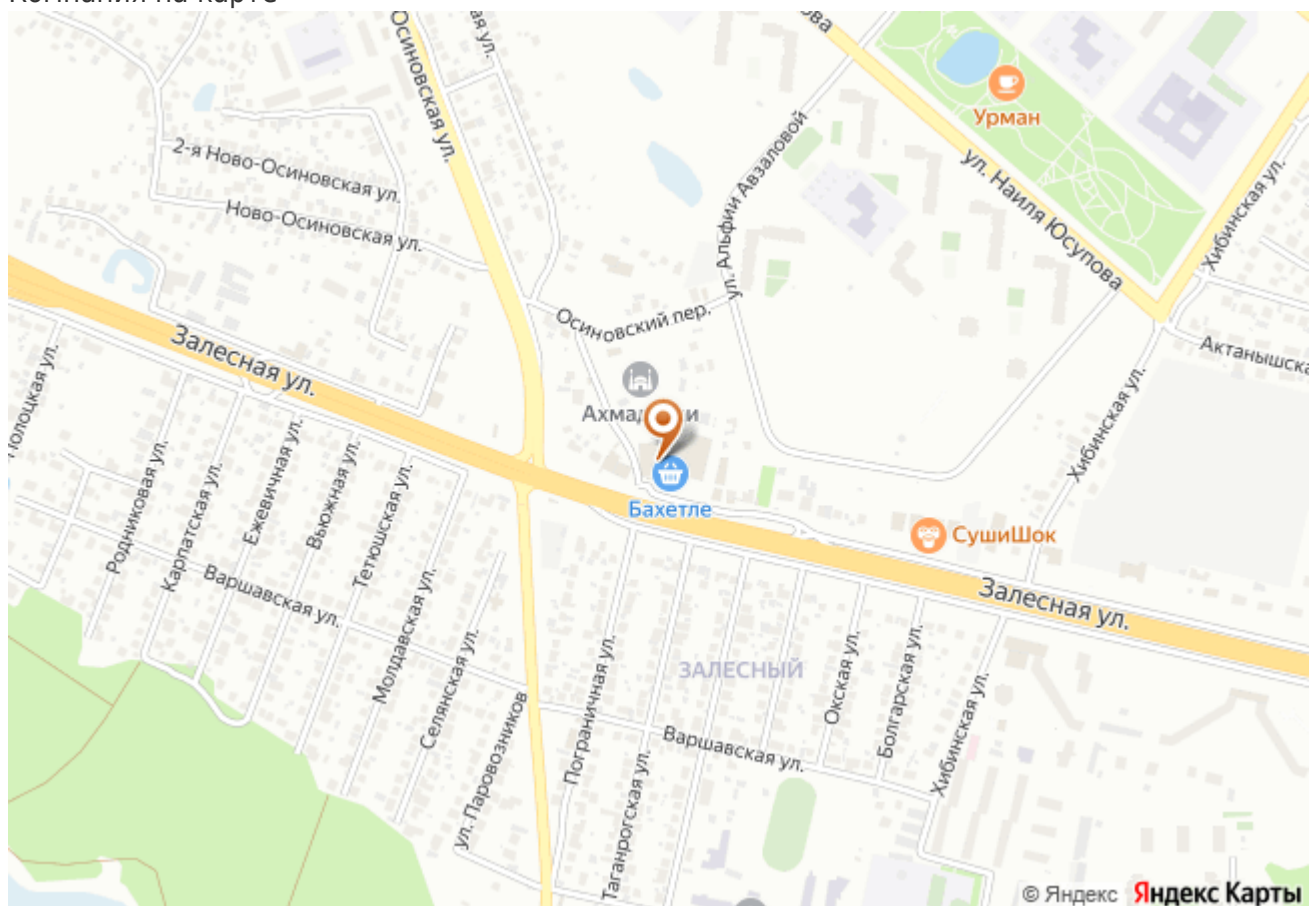 Осиновская ул.
ул. Альфии Авзаловой
Урман
ул. Наиля Юсупова
Хибинская ул.
2-я Ново-Осиновская ул.
Ново-Осиновская ул.
Осиновский пер.
Залесная ул.
Хибинская ул.
Родниковая ул.
Карпатская ул.
Ежевичная ул.
Вьюжная ул.
Тетюшская ул.
Молдавская ул.
Селянская ул.
Варшавская ул.
Бахетле
СушиШок
Залесная ул.
ЗАЛЕСНЫЙ
ул. Паровозников
Пограничная ул.
Таганрогская ул.
Варшавская ул.
Окская ул.
Болгарская ул.
Хибинская ул.
© Яндекс Яндекс Карты